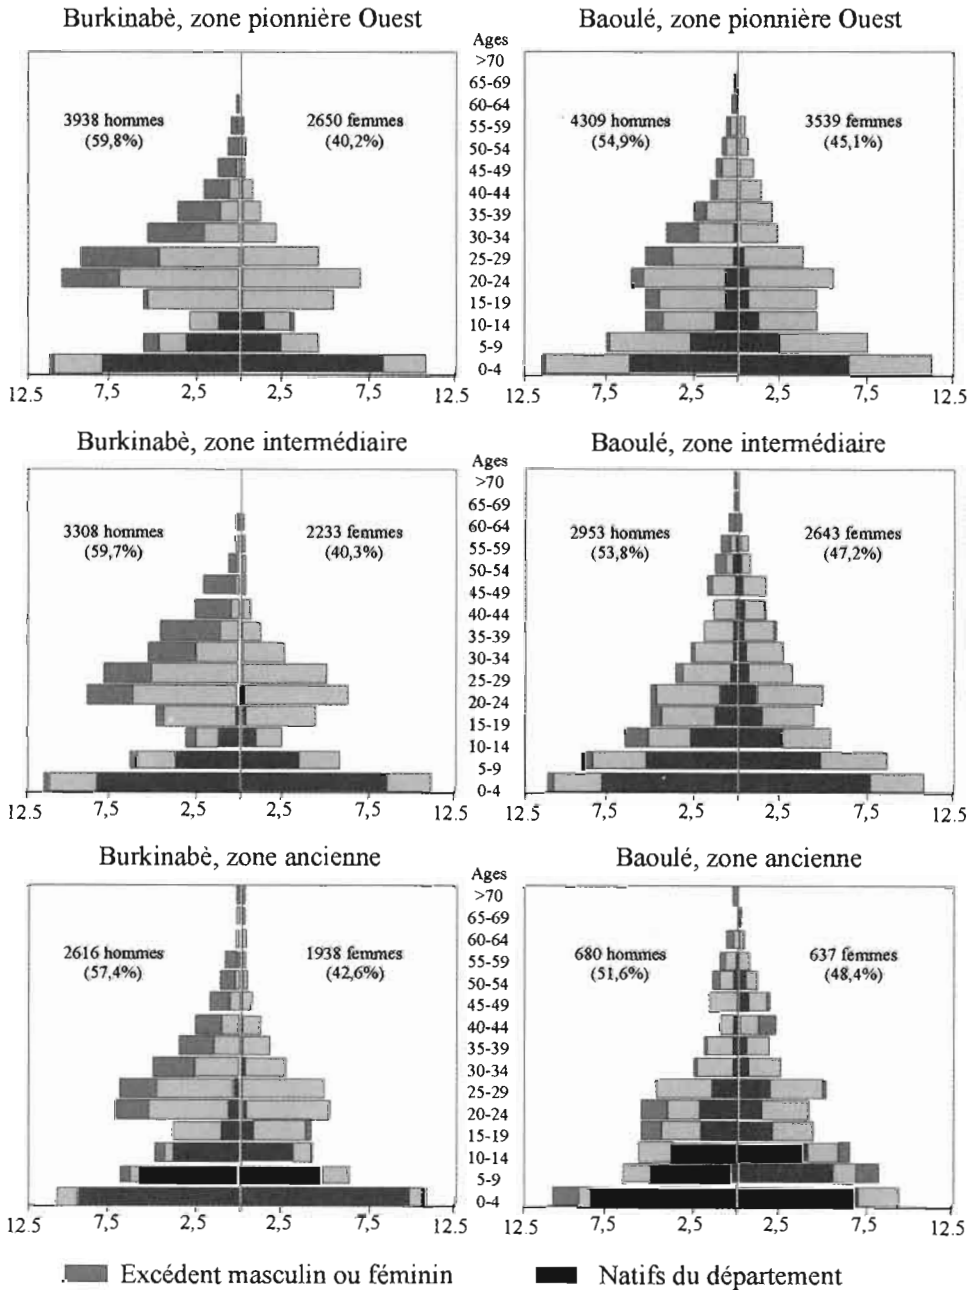 Burkinabè, zone pionnière Ouest
Baoulé, zone pionnière Ouest
Ages
>70
65-69
60-64
55-59
50-54
45-49
40-44
35-39
30-34
25-29
20-24
15-19
10-14
5-9
0-4
3938 hommes
(59,8%)
2650 femmes
(40,2%)
4309 hommes
(54,9%)
3539 femmes
(45,1%)
12.5 7,5 2,5 2,5 7,5 12.5
7,5 2,5 2,5 7,5 12.5
Burkinabè, zone intermédiaire
Baoulé, zone intermédiaire
Ages
>70
65-69
60-64
55-59
50-54
45-49
40-44
35-39
30-34
25-29
20-24
15-19
10-14
5-9
0-4
3308 hommes
(59,7%)
2233 femmes
(40,3%)
2953 hommes
(53,8%)
2643 femmes
(47,2%)
12.5 7,5 2,5 2,5 7,5 12.5
7,5 2,5 2,5 7,5 12.5
Burkinabè, zone ancienne
Baoulé, zone ancienne
Ages
>70
65-69
60-64
55-59
50-54
45-49
40-44
35-39
30-34
25-29
20-24
15-19
10-14
5-9
0-4
2616 hommes
(57,4%)
1938 femmes
(42,6%)
680 hommes
(51,6%)
637 femmes
(48,4%)
12.5 7,5 2,5 2,5 7,5 12.5
7,5 2,5 2,5 7,5 12.5
Excédent masculin ou féminin
Natifs du département